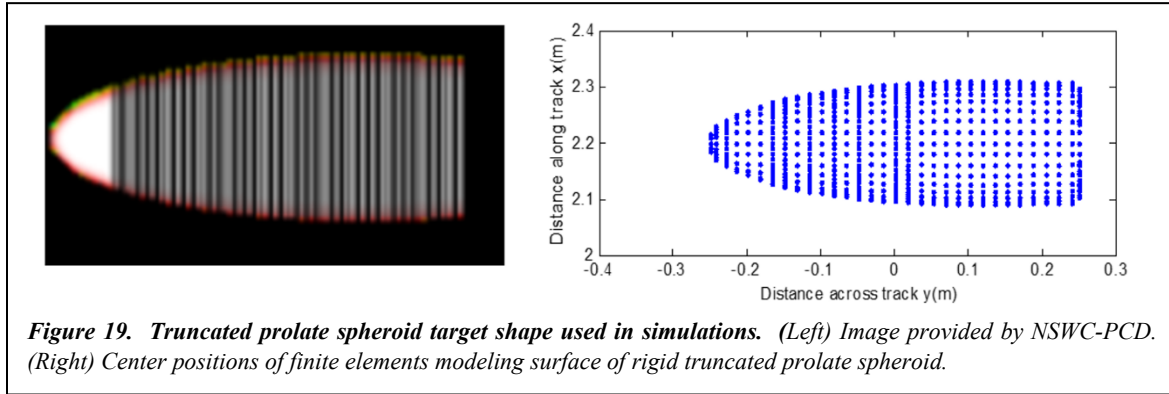 2.4
2.3
2.2
2.1
2
-0.4 -0.3 -0.2 -0.1 0 0.1 0.2 0.3
Distance along track x(m)
Distance across track y(m)
Figure 19. Truncated prolate spheroid target shape used in simulations. (Left) Image provided by NSWC-PCD.
(Right) Center positions of finite elements modeling surface of rigid truncated prolate spheroid.